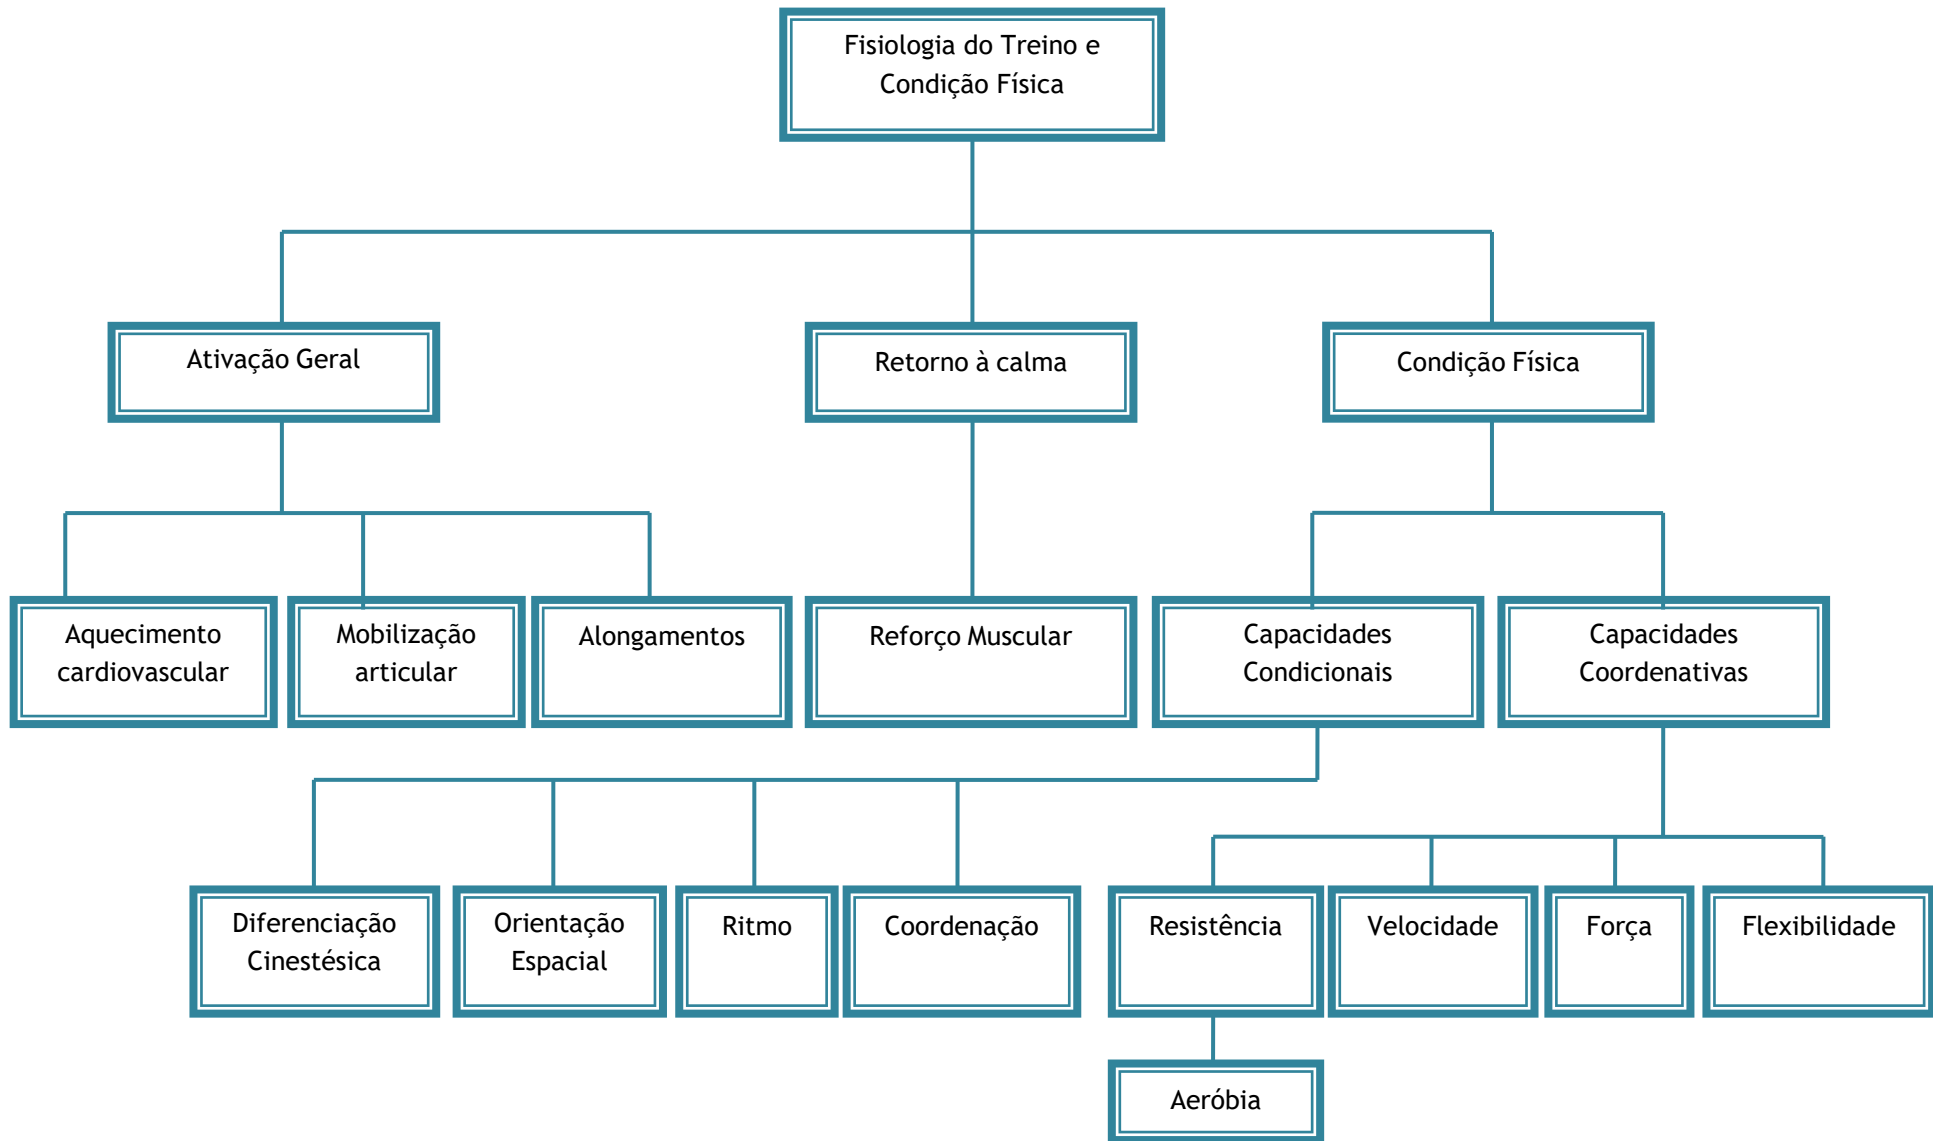 Fisiologia do Treino e
Condição Física
Ativação Geral
Retorno à calma
Condição Física
Aquecimento
cardiovascular
Mobilização
articular
Alongamentos
Reforço Muscular
Capacidades
Condicionais
Capacidades
Coordenativas
Diferenciação
Cinestésica
Orientação
Espacial
Ritmo
Coordenação
Resistência
Velocidade
Força
Flexibilidade
Aeróbia